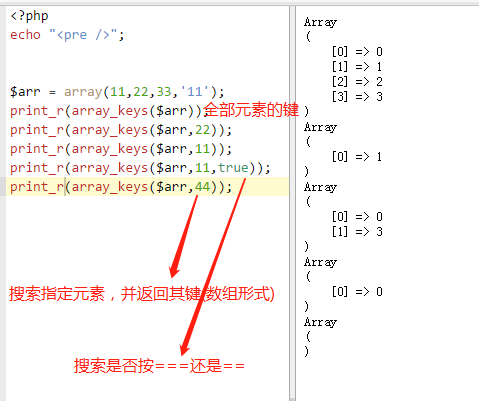 <?php
echo "<pre />";
$arr = array(11,22,33,'11');
print_r(array_keys($arr));全部元素的键
print_r(array_keys($arr,22));
print_r(array_keys($arr,11));
print_r(array_keys($arr,11,true));
print_r(array_keys($arr,44));
搜索指定元素，并返回其键(数组形式)
搜索是否按===还是==
Array
(
[0] => 0
[1] => 1
[2] => 2
[3] => 3
)
Array
(
[0] => 1
)
Array
(
[0] => 0
[1] => 3
)
Array
(
[0] => 0
)
Array
(
)